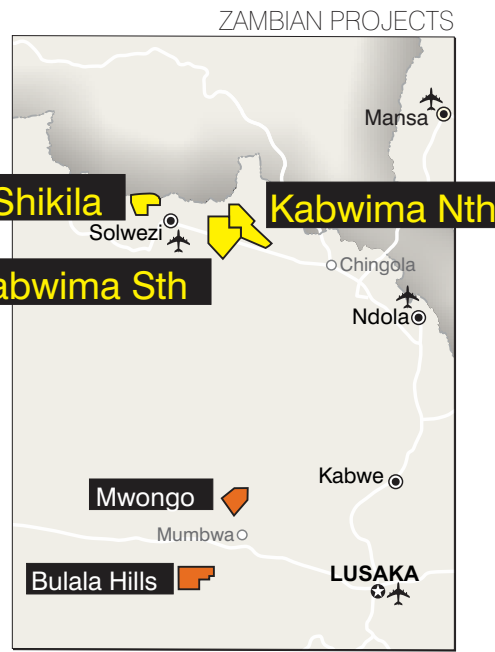 ZAMBIAN PROJECTS
Mansa
Shikila
Kabwima Nth
Solwezi
Chingola
abwima Sth
Ndola
Kabwe
Mwongo
Mumbwa
Bulala Hills
LUSAKA